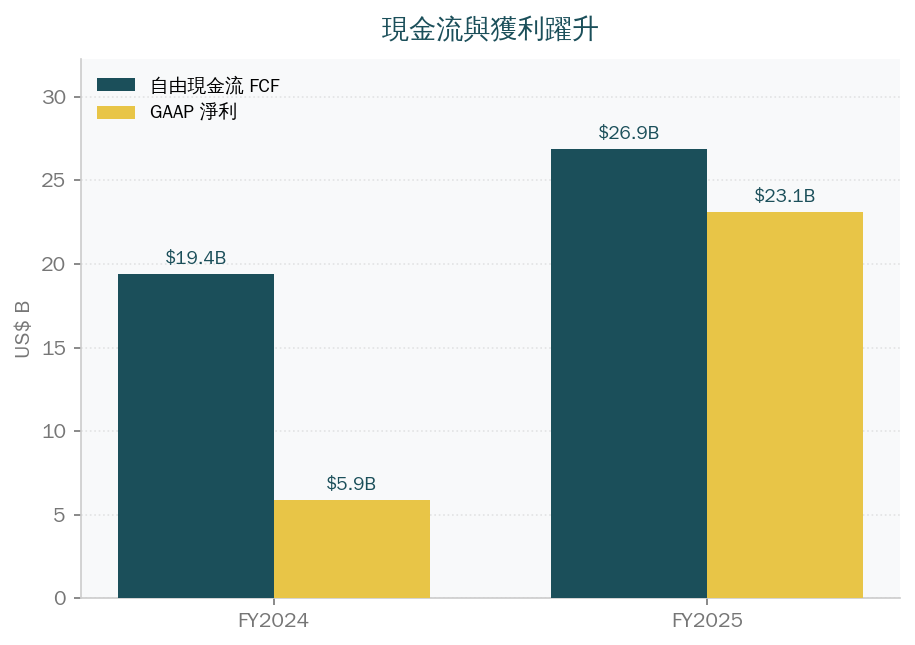 現金流與獲利躍升
自由現金流 FCF
GAAP 淨利
US$ B
30
25
20
15
10
5
0
$19.4B
$5.9B
$26.9B
$23.1B
FY2024
FY2025